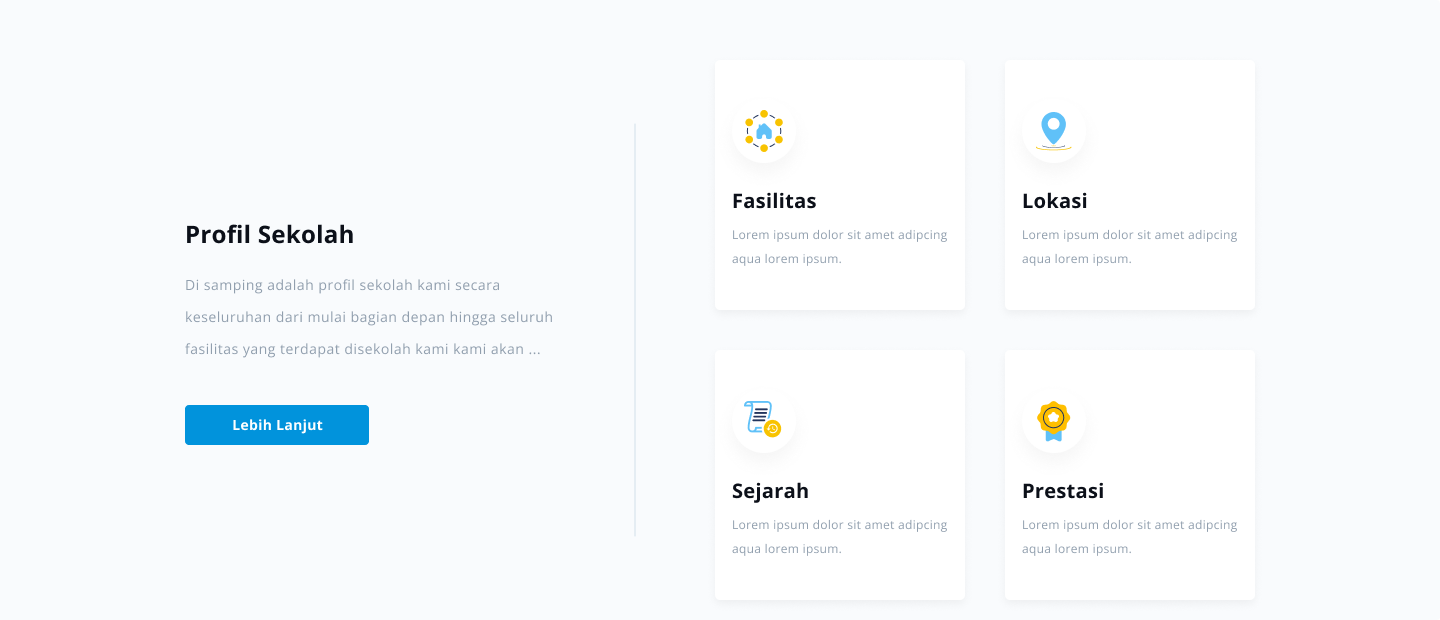 Profil Sekolah
Di samping adalah profil sekolah kami secara
keseluruhan dari mulai bagian depan hingga seluruh
fasilitas yang terdapat disekolah kami kami akan ...
Lebih Lanjut
Fasilitas
Lorem ipsum dolor sit amet adipcing
aqua lorem ipsum.
Lokasi
Lorem ipsum dolor sit amet adipcing
aqua lorem ipsum.
Sejarah
Lorem ipsum dolor sit amet adipcing
aqua lorem ipsum.
Prestasi
Lorem ipsum dolor sit amet adipcing
aqua lorem ipsum.